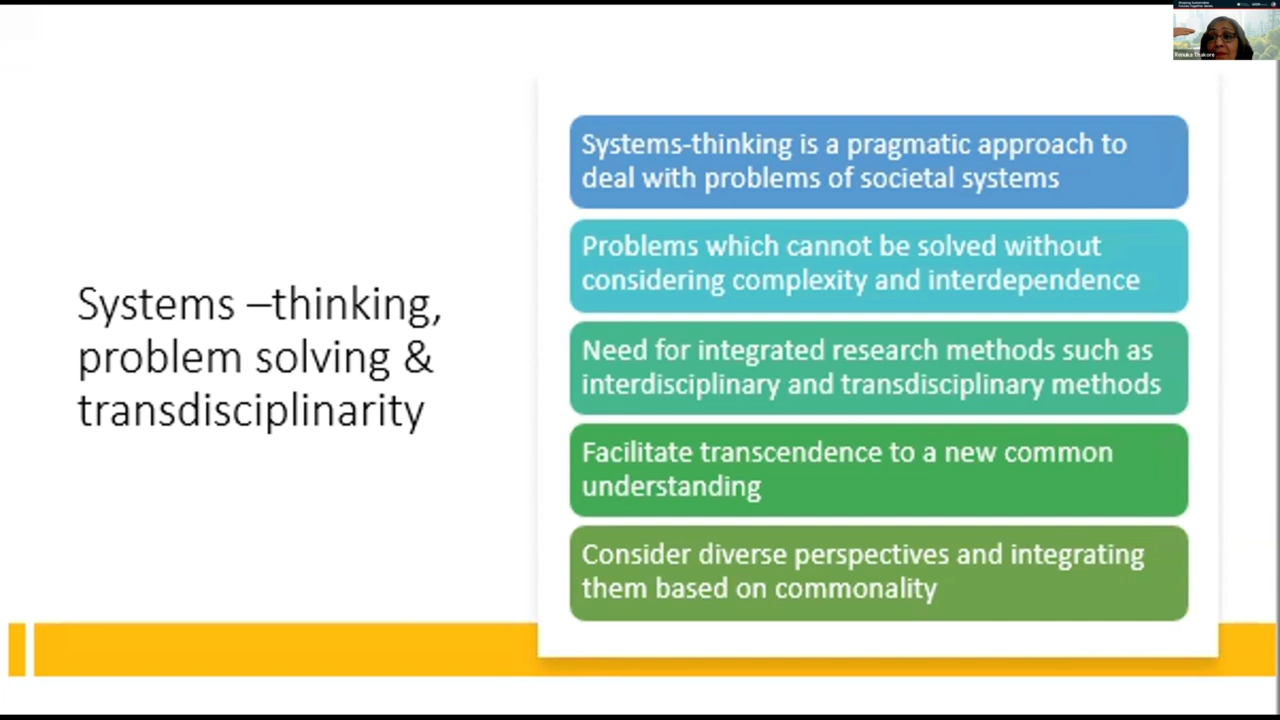 Systems –thinking,
problem solving &
transdisciplinarity
Systems-thinking is a pragmatic approach to
deal with problems of societal systems
Problems which cannot be solved without
considering complexity and interdependence
Need for integrated research methods such as
interdisciplinary and transdisciplinary methods
Facilitate transcendence to a new common
understanding
Consider diverse perspectives and integrating
them based on commonality
Renuka Thakore